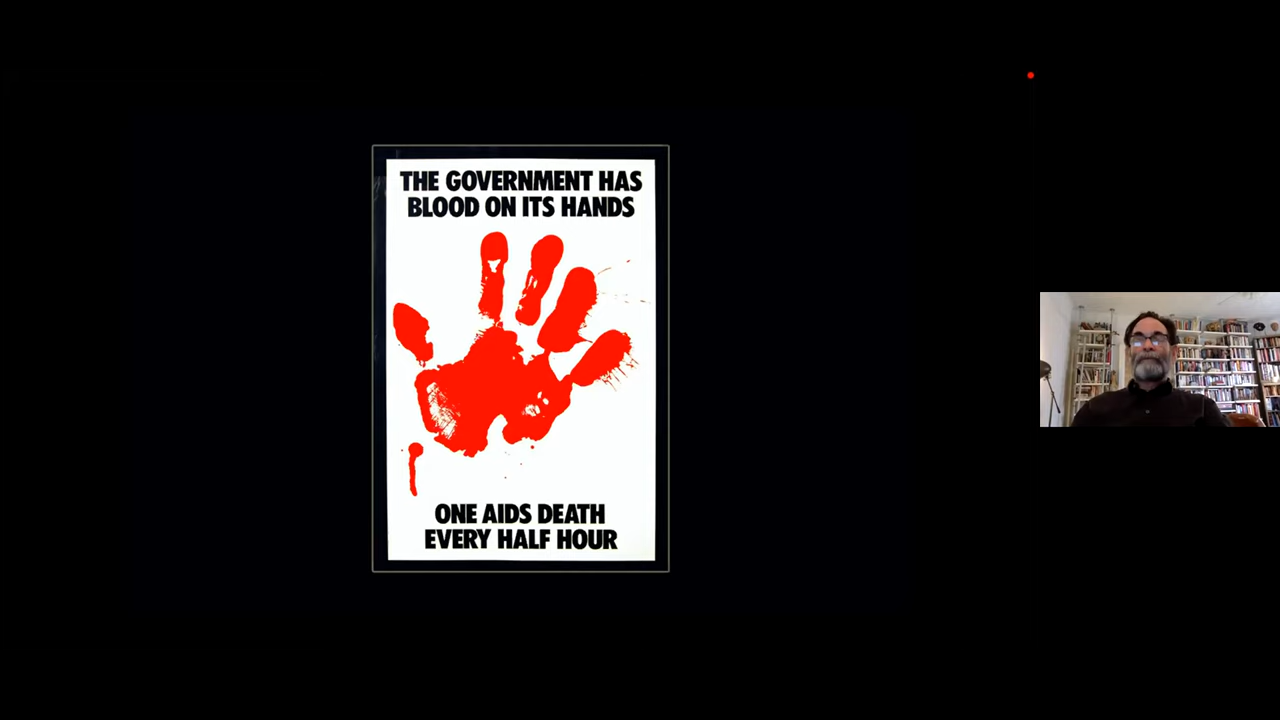 THE GOVERNMENT HAS
BLOOD ON ITS HANDS
ONE AIDS DEATH
EVERY HALF HOUR